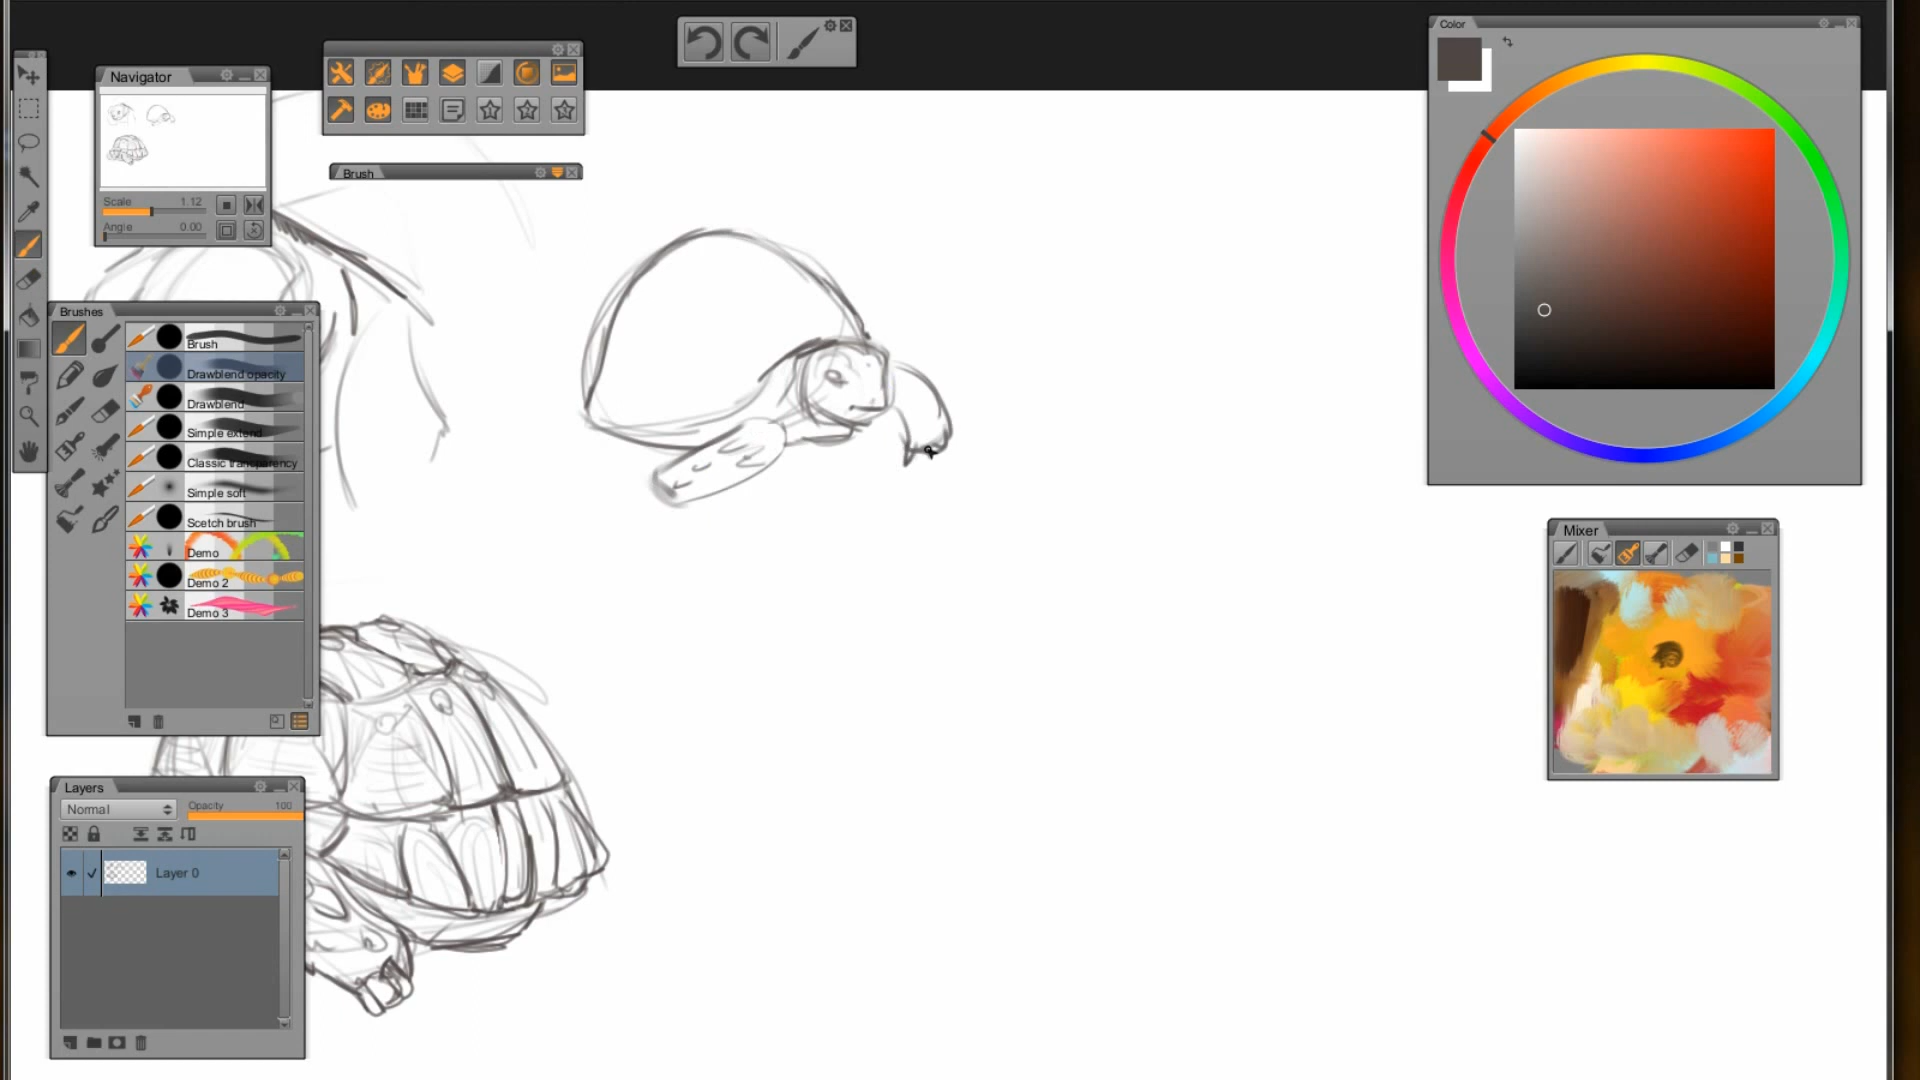 Color
Navigator
Scale 1.12
Angle 0.00
Brush
Brushes
Brush
Drawblend opacity
Drawblend
Simple extend
Classic transparency
Simple soft
Scetch brush
Demo
Demo 2
Demo 3
Mixer
Layers
Normal
Opacity 100
Layer 0